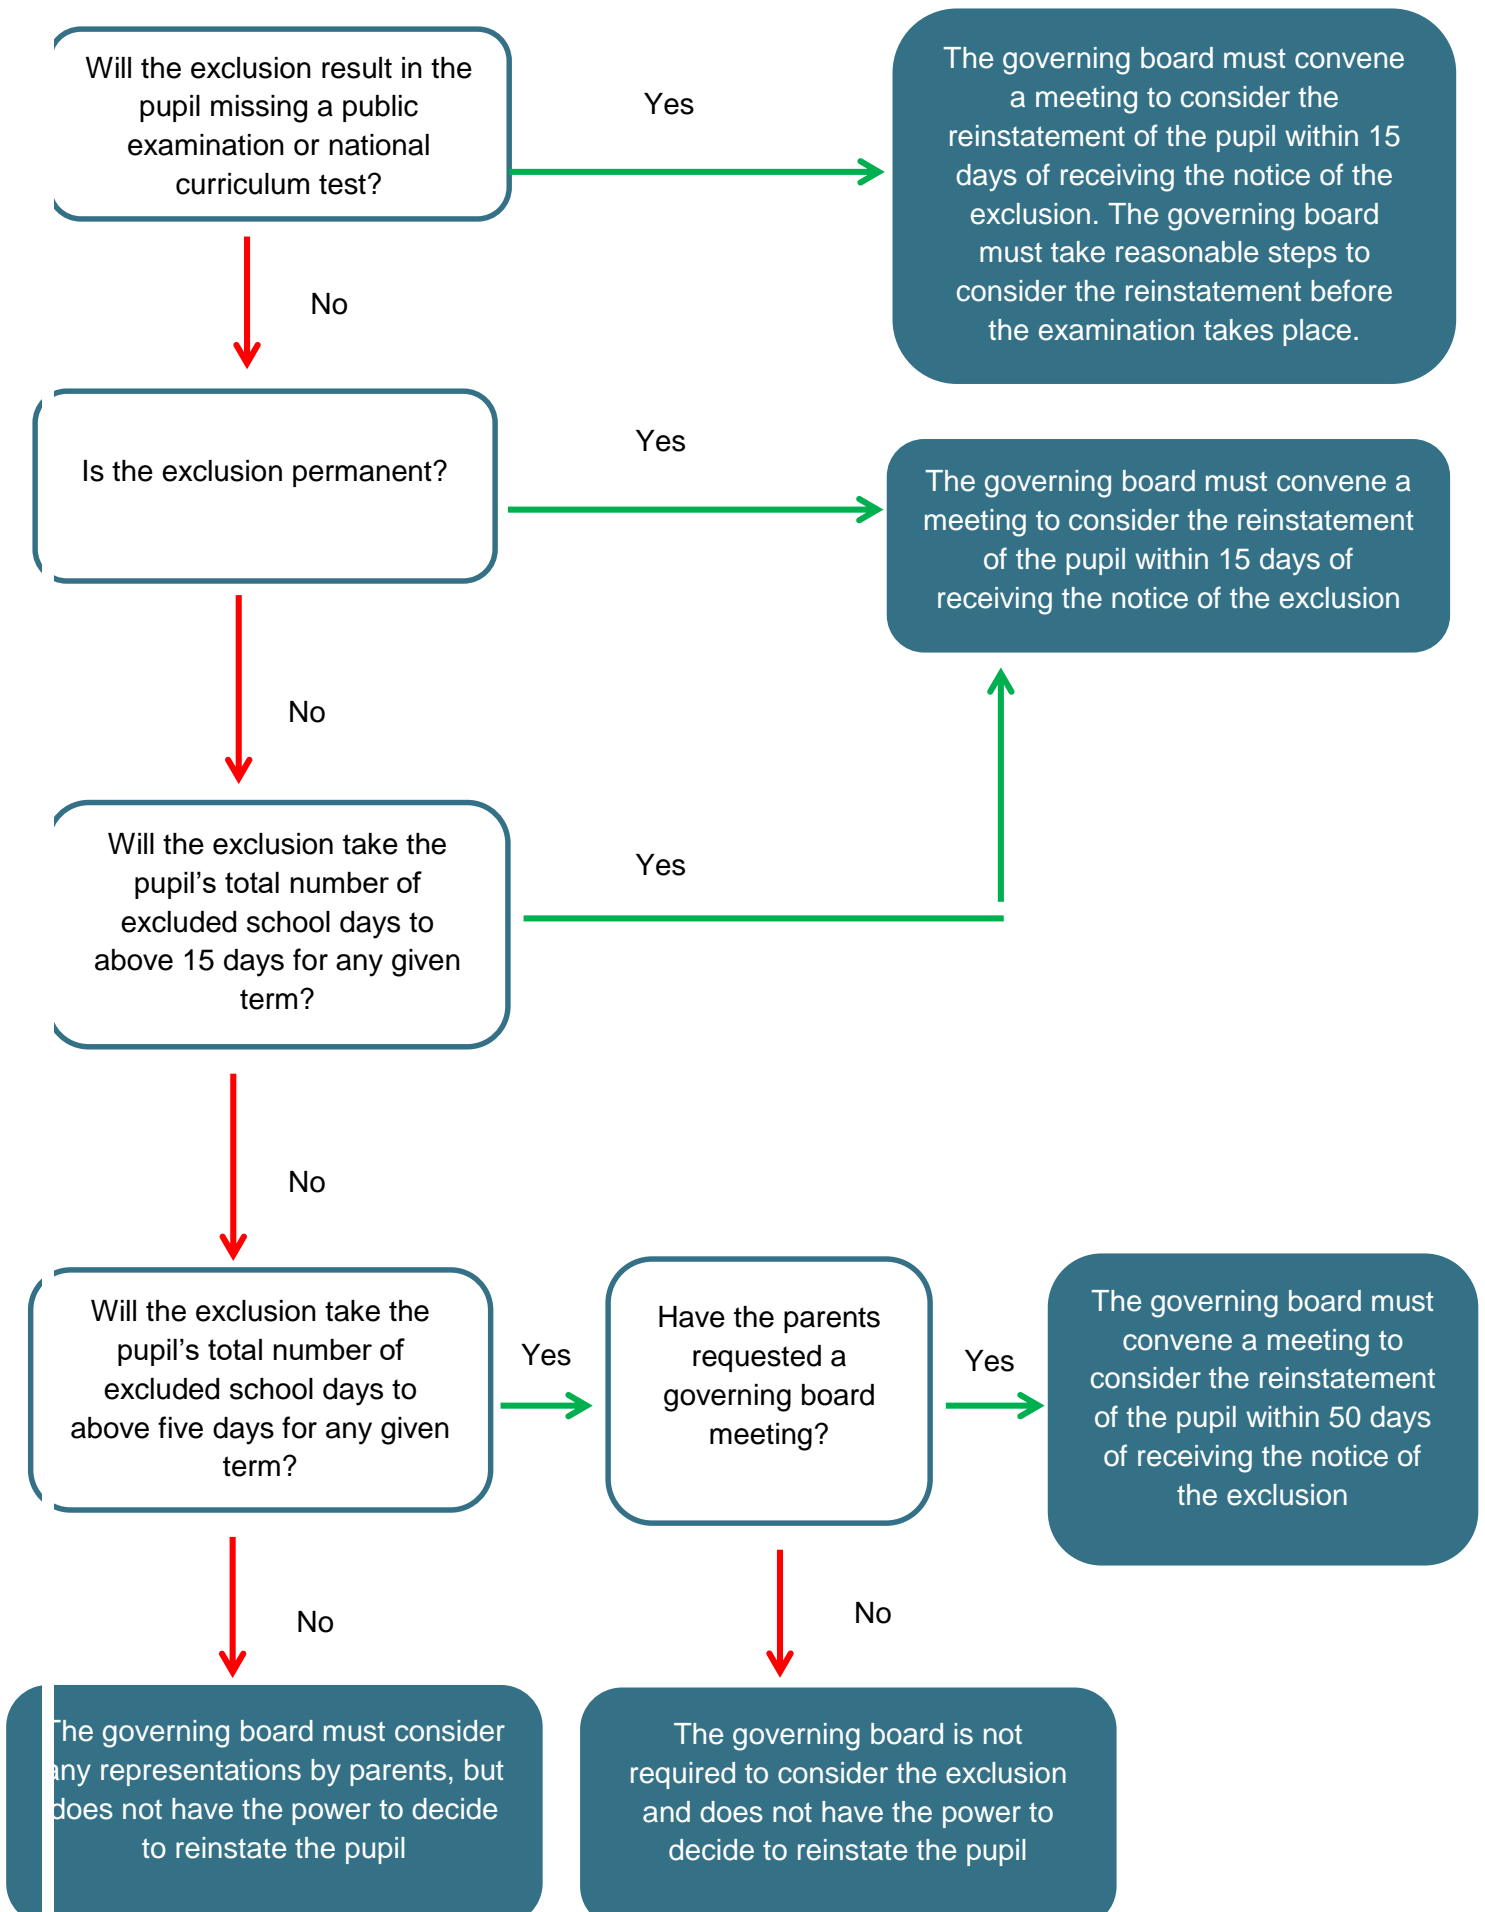 Will the exclusion result in the
pupil missing a public
examination or national
curriculum test?
Yes
The governing board must convene
a meeting to consider the
reinstatement of the pupil within 15
days of receiving the notice of the
exclusion. The governing board
must take reasonable steps to
consider the reinstatement before
the examination takes place.
No
Is the exclusion permanent?
Yes
The governing board must convene a
meeting to consider the reinstatement
of the pupil within 15 days of
receiving the notice of the exclusion
No
Will the exclusion take the
pupil’s total number of
excluded school days to
above 15 days for any given
term?
Yes
No
Will the exclusion take the
pupil’s total number of
excluded school days to
above five days for any given
term?
Yes
Have the parents
requested a
governing board
meeting?
Yes
The governing board must
convene a meeting to
consider the reinstatement
of the pupil within 50 days
of receiving the notice of
the exclusion
No
No
The governing board must consider
any representations by parents, but
does not have the power to decide
to reinstate the pupil
The governing board is not
required to consider the exclusion
and does not have the power to
decide to reinstate the pupil